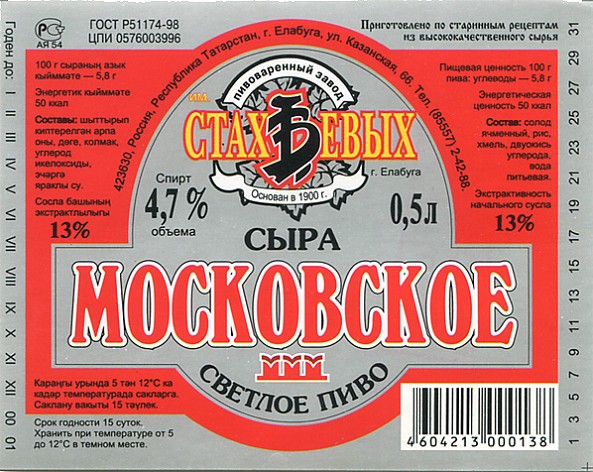 ГОСТ Р51174-98
ЦПИ 0576003996
АЯ 54
Приготовлено по старинным рецептам
из высококачественного сырья
Годен до: I II III IV V VI VII VIII IX X XI XII 00 01
423630, Россия, Республика Татарстан, г. Елабуга, ул. Казанская, 66, Тел. (85557) 2-42-88.
100 г сыраның азык
кыйммәте — 5,8 г
Энергетик кыйммәте
50 ккал
Составы: шыттырып
киптерелгән арпа
оны, дөге, колмак,
углерод
икелоксиды,
эчәргә
яраклы су.
Сосла башының
экстрактлылыгы
13%
Пищевая ценность 100 г
пива: углеводы — 5,8 г
Энергетическая
ценность 50 ккал
Состав: солод
ячменный, рис,
хмель, двуокись
углерода,
вода
питьевая.
Экстрактивность
начального сусла
13%
пивоваренный завод
им.
СТАХЕЕВЫХ
г. Елабуга
Основан в 1900 г.
Спирт
4,7 %
объема
0,5л
СЫРА
МОСКОВСКОЕ
МММ
СВЕТЛОЕ ПИВО
Караңгы урында 5 тән 12°С ка
кадәр температурада сакларга.
Саклану вакыты 15 тәүлек.
Срок годности 15 суток.
Хранить при температуре от 5
до 12°С в темном месте.
4 604213 000138
1 3 5 7 9 11 13 15 17 19 21 23 25 27 29 31